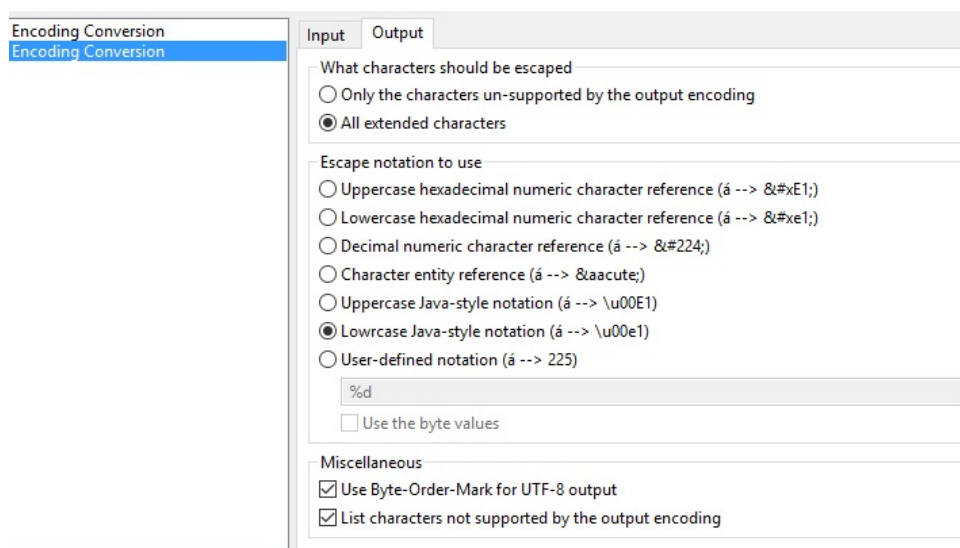 Encoding Conversion
Encoding Conversion
Input
Output
What characters should be escaped
Only the characters un-supported by the output encoding
All extended characters
Escape notation to use
Uppercase hexadecimal numeric character reference (á --> &#xE1;)
Lowercase hexadecimal numeric character reference (á --> &#xe1;)
Decimal numeric character reference (á --> &#224;)
Character entity reference (á --> &aacute;)
Uppercase Java-style notation (á --> \u00E1)
Lowrcase Java-style notation (á --> \u00e1)
User-defined notation (á --> 225)
%d
Use the byte values
Miscellaneous
Use Byte-Order-Mark for UTF-8 output
List characters not supported by the output encoding